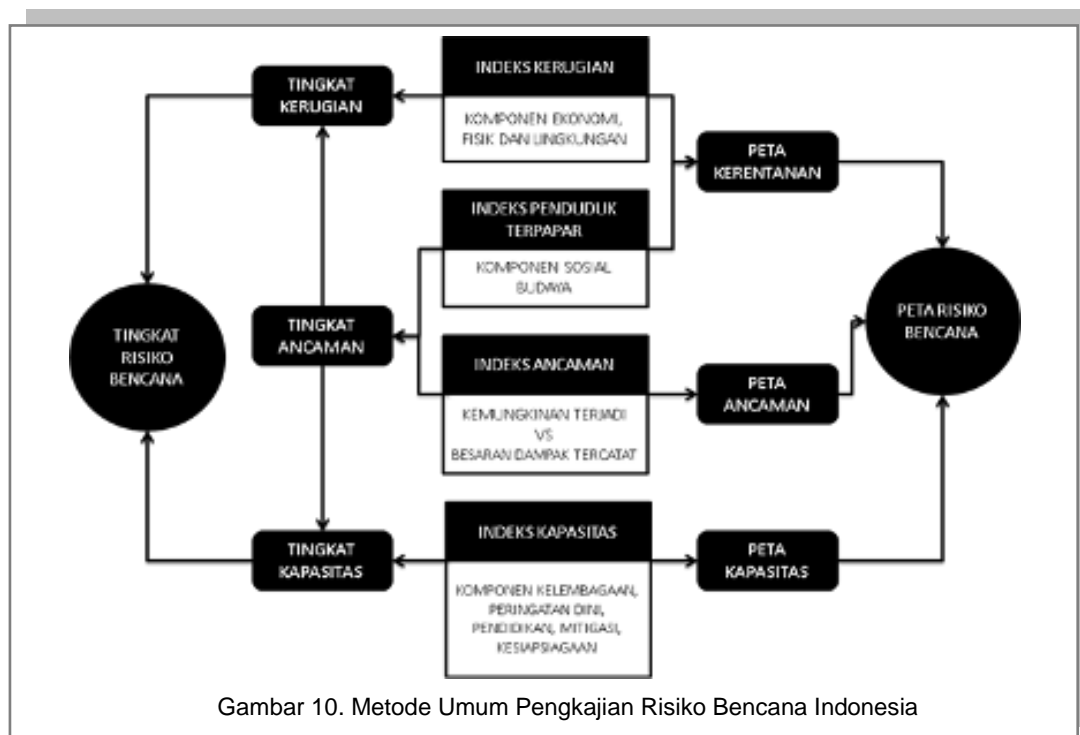 INDEKS KERUGIAN
KOMPONEN EKONOMI,
FISIK DAN LINGKUNGAN
TINGKAT
KERUGIAN
PETA
KERENTANAN
INDEKS PENDUDUK
TERPAPAR
KOMPONEN SOSIAL
BUDAYA
TINGKAT
RISIKO
BENCANA
TINGKAT
ANCAMAN
PETA RISIKO
BENCANA
INDEKS ANCAMAN
KEMUNGKINAN TERJADI
VS
BESARAN DAMPAK TERCATAT
PETA
ANCAMAN
TINGKAT
KAPASITAS
INDEKS KAPASITAS
KOMPONEN KELEMBAGAAN,
PERINGATAN DINI,
PENDIDIKAN, MITIGASI,
KESIAPSIAGAAN
PETA
KAPASITAS
Gambar 10. Metode Umum Pengkajian Risiko Bencana Indonesia